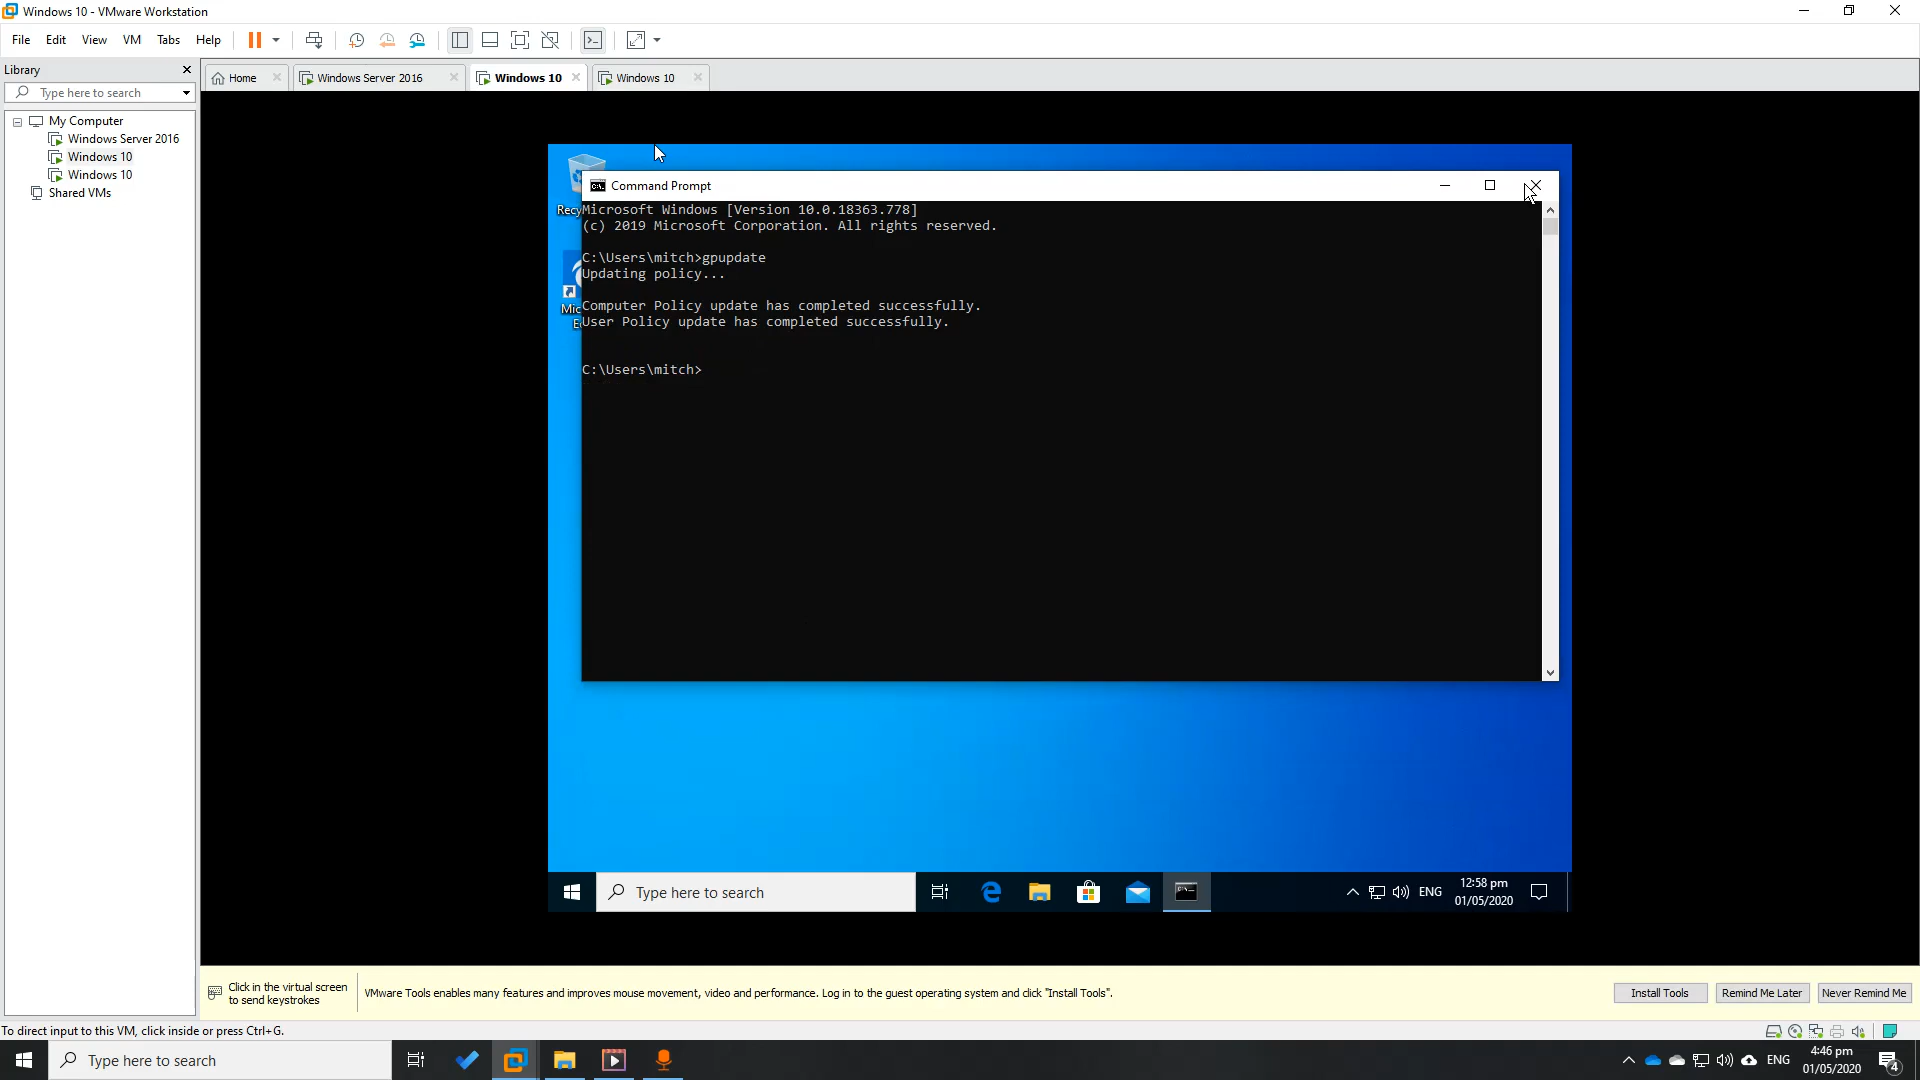 Windows 10 - VMware Workstation
File Edit View VM Tabs Help
Library
Type here to search
Home
Windows Server 2016
Windows 10
Windows 10
My Computer
Windows Server 2016
Windows 10
Windows 10
Shared VMs
Command Prompt
Microsoft Windows [Version 10.0.18363.778]
(c) 2019 Microsoft Corporation. All rights reserved.
C:\Users\mitch>gpupdate
Updating policy...
Computer Policy update has completed successfully.
User Policy update has completed successfully.
C:\Users\mitch>
Recy
Mic
E
Type here to search
ENG
12:58 pm
01/05/2020
Click in the virtual screen
to send keystrokes
VMware Tools enables many features and improves mouse movement, video and performance. Log in to the guest operating system and click "Install Tools".
Install Tools
Remind Me Later
Never Remind Me
To direct input to this VM, click inside or press Ctrl+G.
Type here to search
ENG
4:46 pm
01/05/2020
4